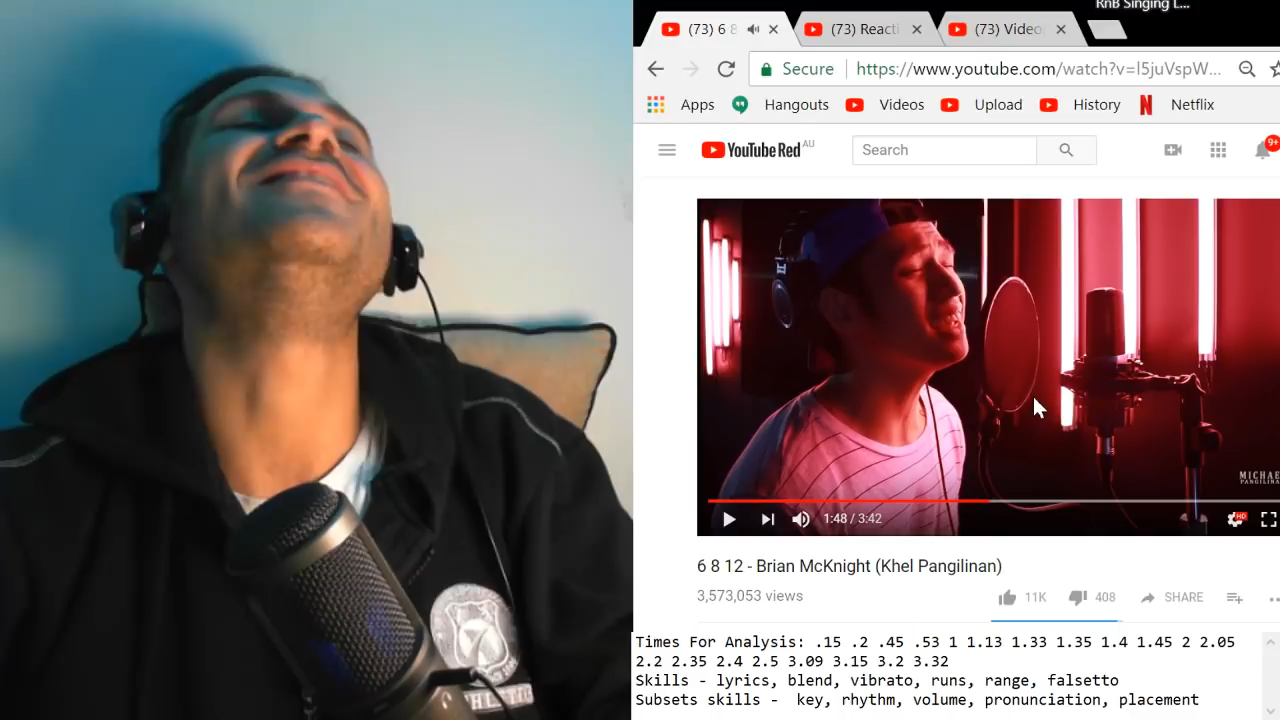 RnB Singing L...
(73) 6 8
(73) Reacti
(73) Video
Secure
https://www.youtube.com/watch?v=l5juVspW...
Apps
Hangouts
Videos
Upload
History
Netflix
YouTube Red AU
Search
9+
MICHAEL
PANGILINAN
1:48 / 3:42
HD
6 8 12 - Brian McKnight (Khel Pangilinan)
3,573,053 views
11K
408
SHARE
Times For Analysis: .15 .2 .45 .53 1 1.13 1.33 1.35 1.4 1.45 2 2.05
2.2 2.35 2.4 2.5 3.09 3.15 3.2 3.32
Skills - lyrics, blend, vibrato, runs, range, falsetto
Subsets skills - key, rhythm, volume, pronunciation, placement